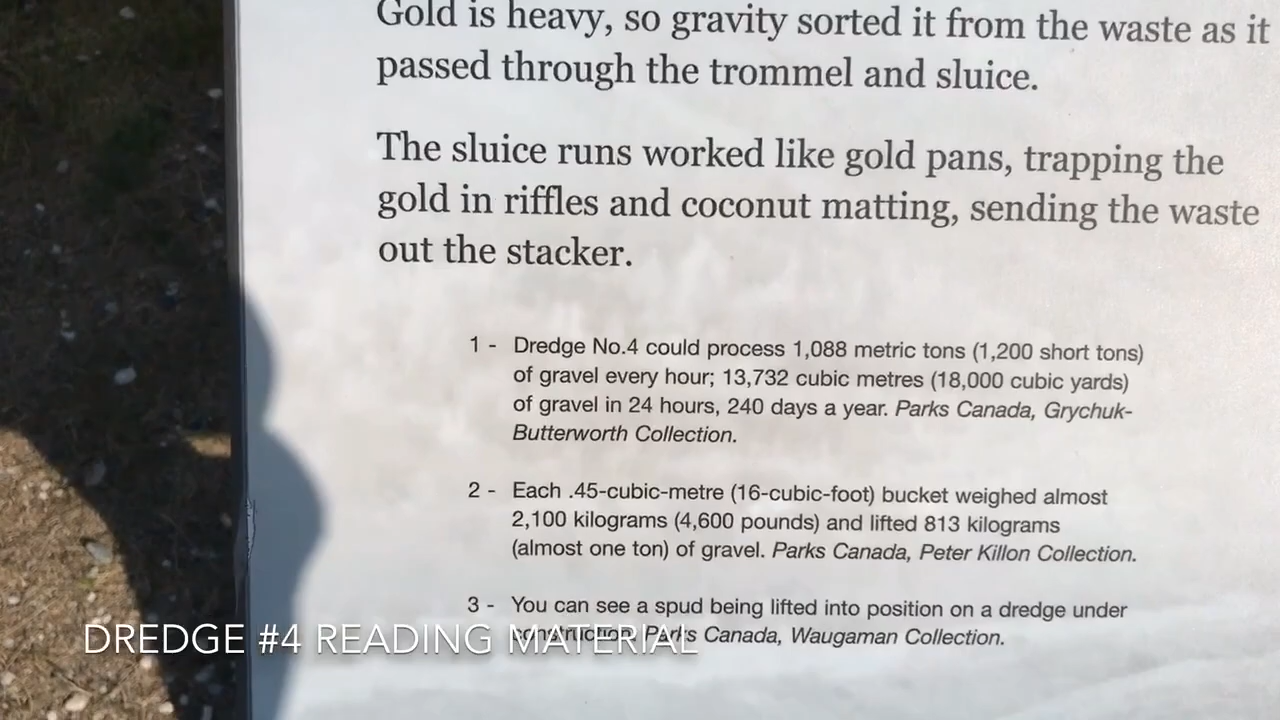 Gold is heavy, so gravity sorted it from the waste as it
passed through the trommel and sluice.
The sluice runs worked like gold pans, trapping the
gold in riffles and coconut matting, sending the waste
out the stacker.
1 - Dredge No.4 could process 1,088 metric tons (1,200 short tons)
of gravel every hour; 13,732 cubic metres (18,000 cubic yards)
of gravel in 24 hours, 240 days a year. Parks Canada, Grychuk-
Butterworth Collection.
2 - Each .45-cubic-metre (16-cubic-foot) bucket weighed almost
2,100 kilograms (4,600 pounds) and lifted 813 kilograms
(almost one ton) of gravel. Parks Canada, Peter Killon Collection.
3 - You can see a spud being lifted into position on a dredge under
construction. Parks Canada, Waugaman Collection.
DREDGE #4 READING MATERIAL